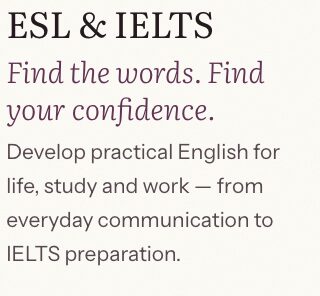 ESL & IELTS
Find the words. Find
your confidence.
Develop practical English for
life, study and work — from
everyday communication to
IELTS preparation.